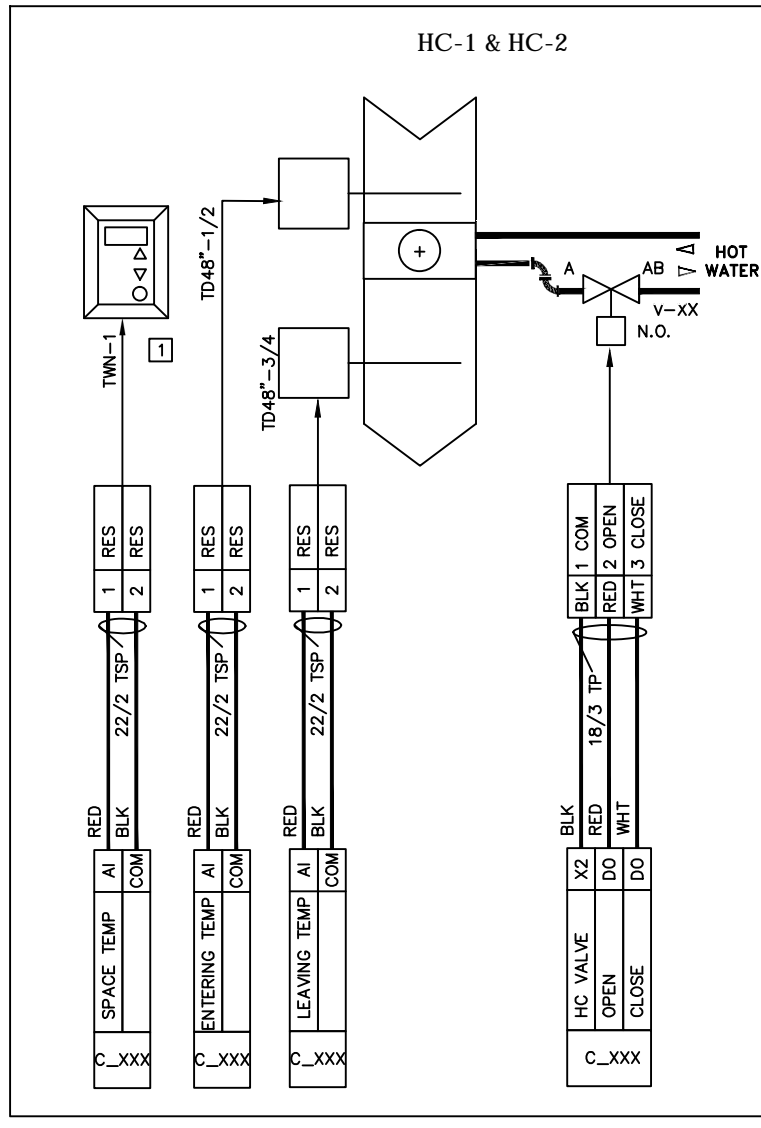 HC-1 & HC-2
TD48"-1/2
TWN-1
1
TD48"-3/4
+
A
AB
HOT
WATER
V-XX
N.O.
1 RES
2 RES
1 RES
2 RES
1 RES
2 RES
BLK 1 COM
RED 2 OPEN
WHT 3 CLOSE
22/2 TSP
22/2 TSP
22/2 TSP
18/3 TP
RED
BLK
RED
BLK
RED
BLK
BLK
RED
WHT
SPACE TEMP AI
COM
C_XXX
ENTERING TEMP AI
COM
C_XXX
LEAVING TEMP AI
COM
C_XXX
HC VALVE X2
OPEN DO
CLOSE DO
C_XXX